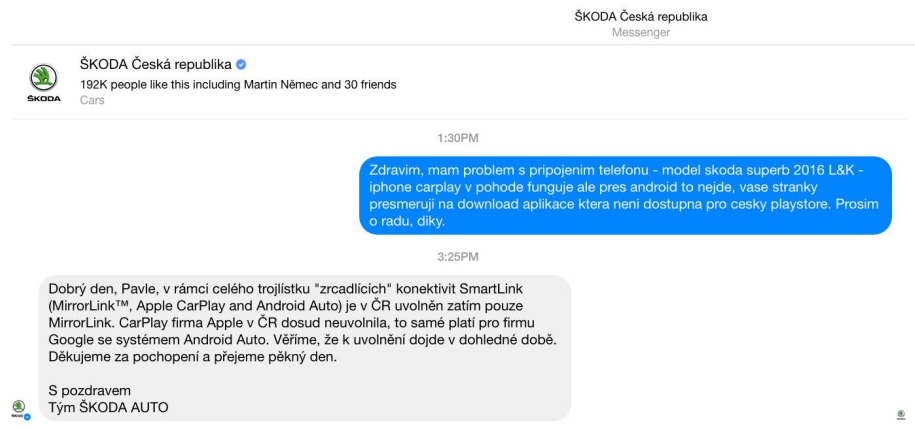 ŠKODA Česká republika
Messenger
ŠKODA Česká republika
192K people like this including Martin Němec and 30 friends
Cars
ŠKODA
1:30PM
Zdravim, mam problem s pripojenim telefonu - model skoda superb 2016 L&K -
iphone carplay v pohode funguje ale pres android to nejde, vase stranky
presmeruji na download aplikace ktera neni dostupna pro cesky playstore. Prosim
o radu, diky.
3:25PM
Dobrý den, Pavle, v rámci celého trojlístku "zrcadlících" konektivit SmartLink
(MirrorLink™, Apple CarPlay and Android Auto) je v ČR uvolněn zatím pouze
MirrorLink. CarPlay firma Apple v ČR dosud neuvolnila, to samé platí pro firmu
Google se systémem Android Auto. Věříme, že k uvolnění dojde v dohledné době.
Děkujeme za pochopení a přejeme pěkný den.
S pozdravem
Tým ŠKODA AUTO